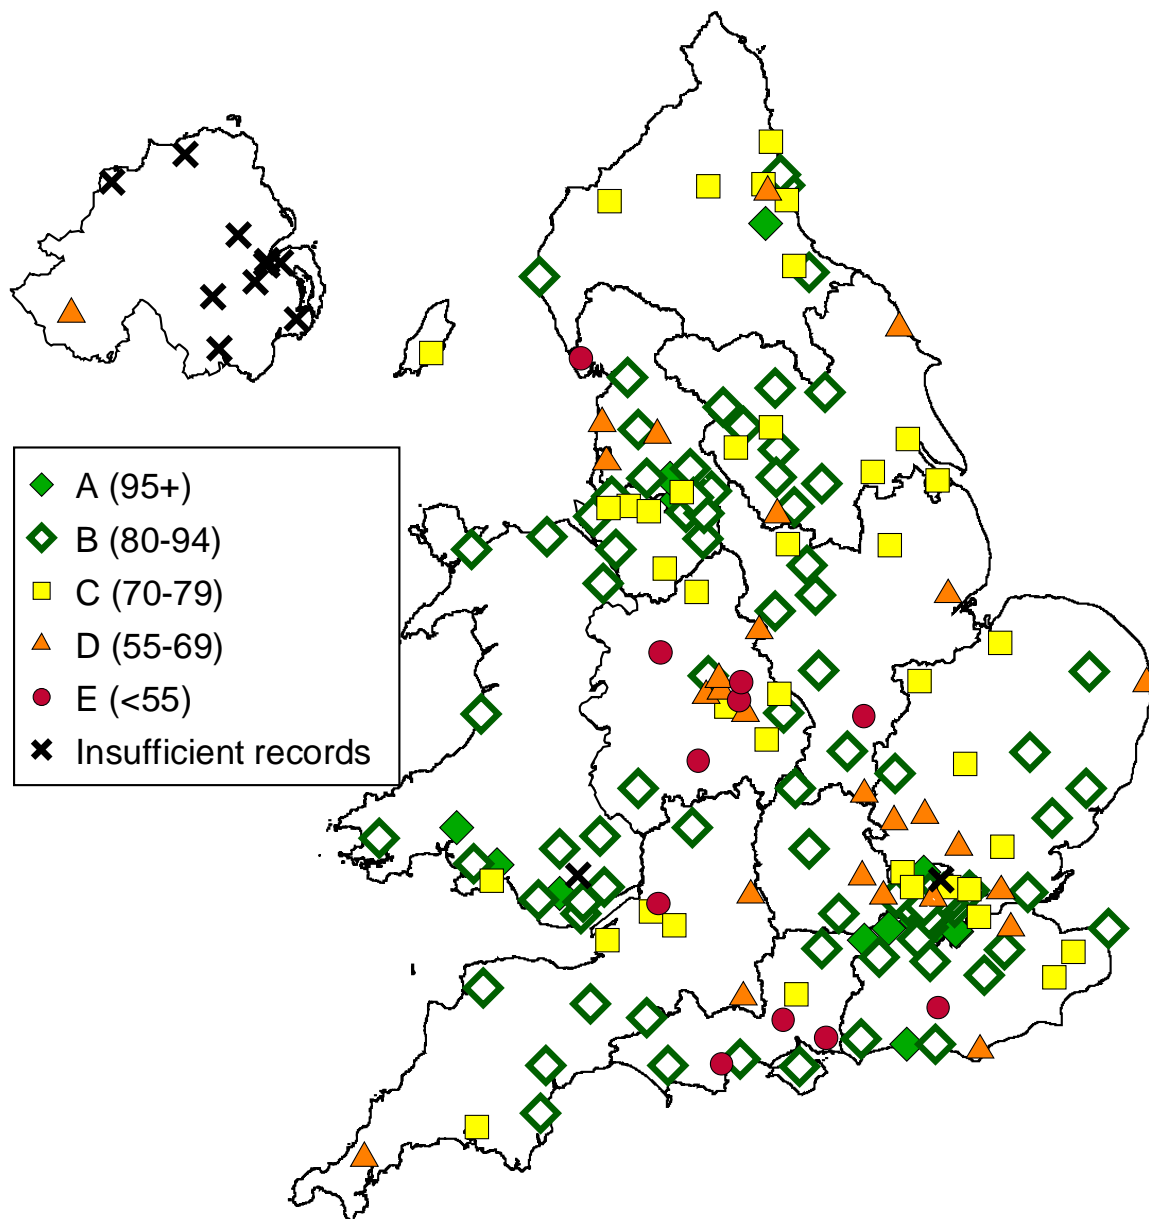 A (95+)
B (80-94)
C (70-79)
D (55-69)
E (<55)
Insufficient records